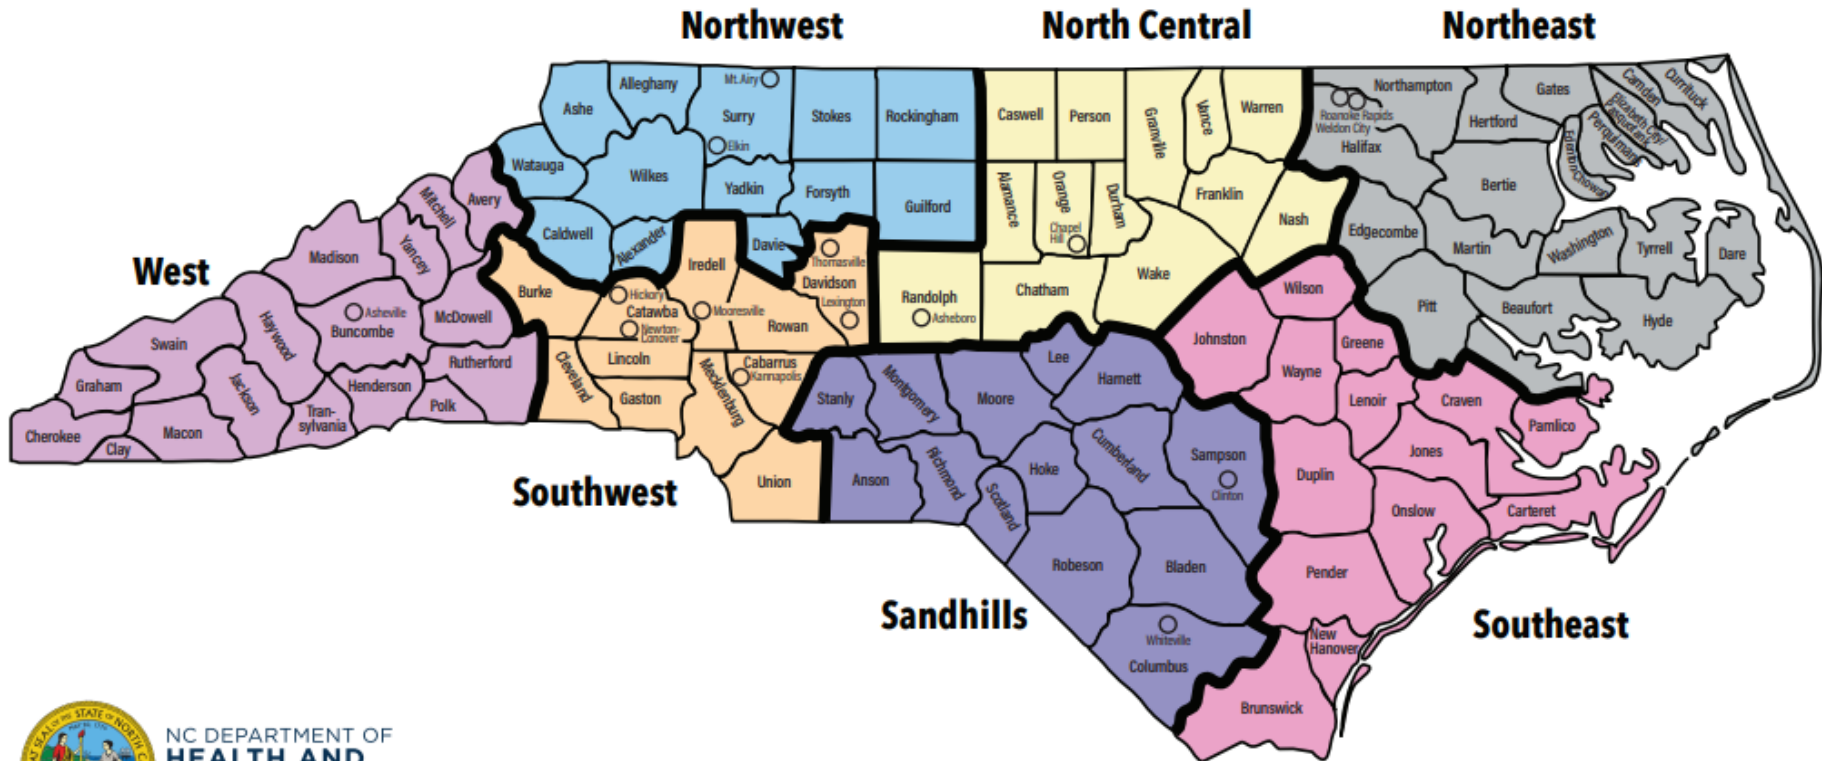 Northwest
North Central
Northeast
West
Southwest
Sandhills
Southeast
Ashe
Alleghany
Mt. Airy
Surry
Elkin
Stokes
Rockingham
Watauga
Wilkes
Yadkin
Forsyth
Guilford
Caldwell
Alexander
Davie
Caswell
Person
Granville
Vance
Warren
Alamance
Orange
Chapel
Hill
Durham
Franklin
Nash
Wake
Chatham
Randolph
Asheboro
Northampton
Roanoke Rapids
Weldon City
Halifax
Gates
Hertford
Camden
Currituck
Elizabeth City/
Pasquotank
Perquimans
Edenton/
Chowan
Bertie
Edgecombe
Martin
Washington
Tyrrell
Dare
Pitt
Beaufort
Hyde
Mitchell
Avery
Yancey
Madison
Asheville
Buncombe
McDowell
Haywood
Swain
Graham
Jackson
Rutherford
Henderson
Polk
Tran-
sylvania
Macon
Cherokee
Clay
Burke
Hickory
Catawba
Newton-
Conover
Iredell
Mooresville
Rowan
Thomasville
Davidson
Lexington
Cleveland
Lincoln
Gaston
Mecklenburg
Cabarrus
Kannapolis
Union
Stanly
Montgomery
Moore
Lee
Harnett
Anson
Richmond
Scotland
Hoke
Cumberland
Sampson
Clinton
Robeson
Bladen
Whiteville
Columbus
Wilson
Johnston
Wayne
Greene
Lenoir
Craven
Pamlico
Jones
Duplin
Onslow
Carteret
Pender
New
Hanover
Brunswick
NC DEPARTMENT OF
HEALTH AND